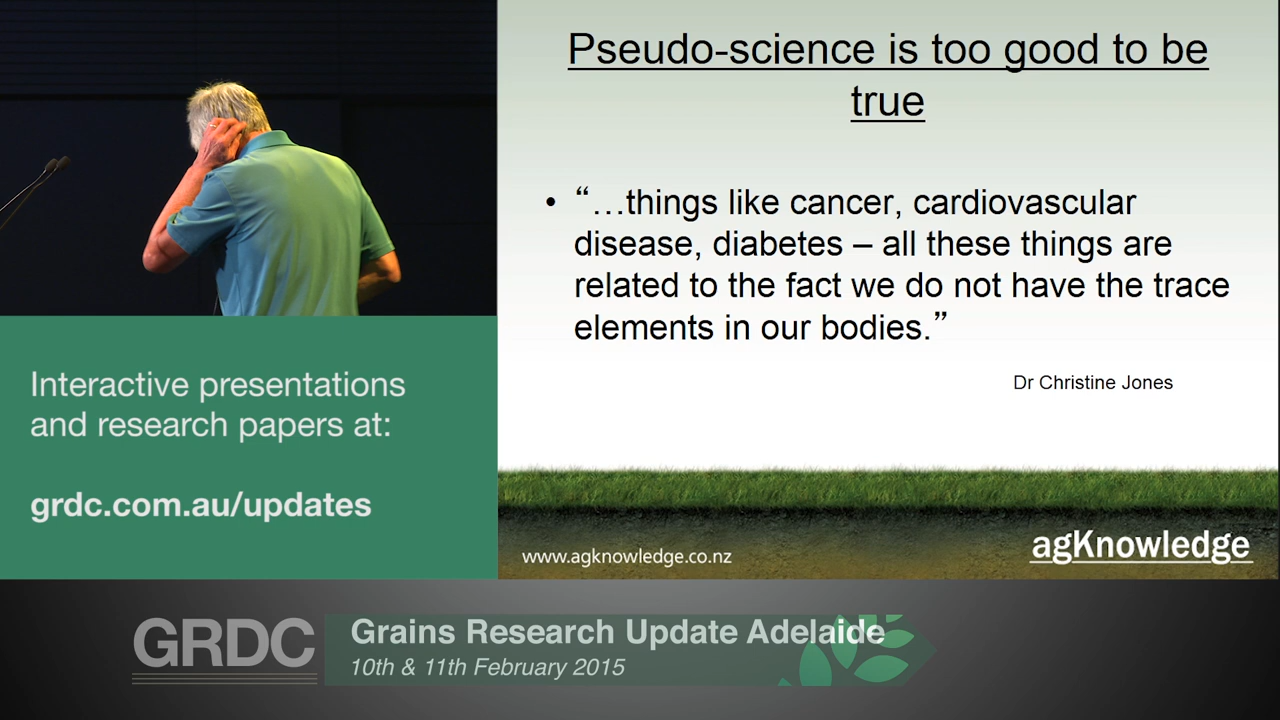 Pseudo-science is too good to be
true
• “…things like cancer, cardiovascular
disease, diabetes – all these things are
related to the fact we do not have the trace
elements in our bodies.”
Dr Christine Jones
www.agknowledge.co.nz
agKnowledge
Interactive presentations
and research papers at:
grdc.com.au/updates
GRDC
Grains Research Update Adelaide
10th & 11th February 2015